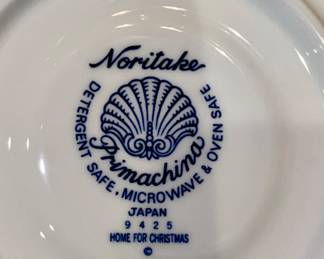 Noritake
DETERGENT SAFE, MICROWAVE & OVEN SAFE
Primachina
JAPAN
9425
HOME FOR CHRISTMAS
©